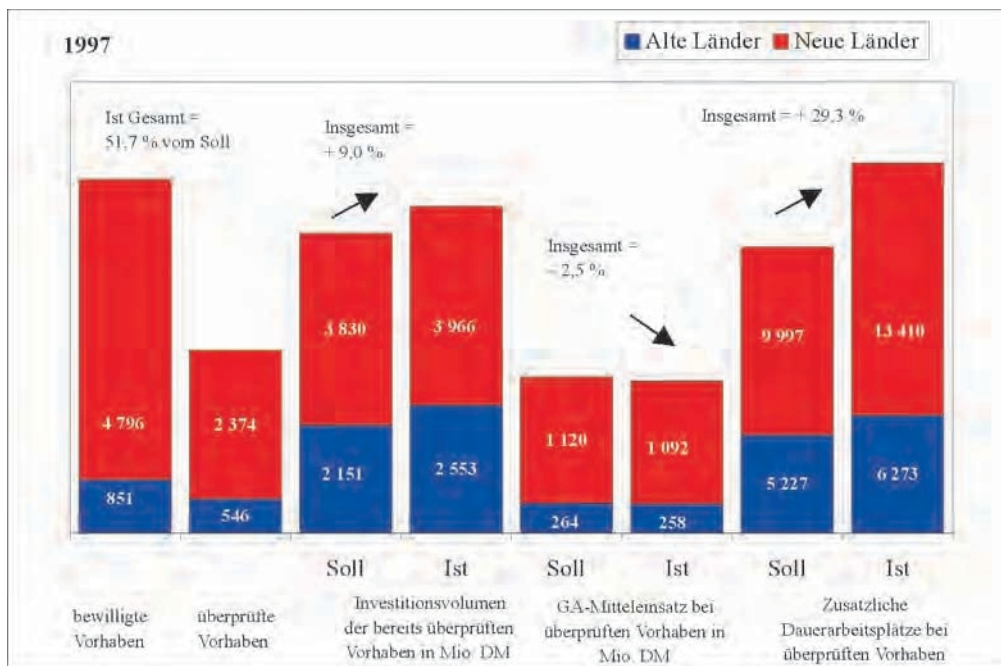 1997
Alte Länder Neue Länder
Ist Gesamt =
51,7 % vom Soll
Insgesamt =
+ 9,0 %
Insgesamt =
– 2,5 %
Insgesamt = + 29,3 %
4 796
851
2 374
546
3 830
2 151
3 966
2 553
1 120
264
1 092
258
9 997
5 227
13 410
6 273
Soll
Ist
Soll
Ist
Soll
Ist
bewilligte
Vorhaben
überprüfte
Vorhaben
Investitionsvolumen
der bereits überprüften
Vorhaben in Mio. DM
GA-Mitteleinsatz bei
überprüften Vorhaben in
Mio. DM
Zusatzliche
Dauerarbeitsplätze bei
überprüften Vorhaben